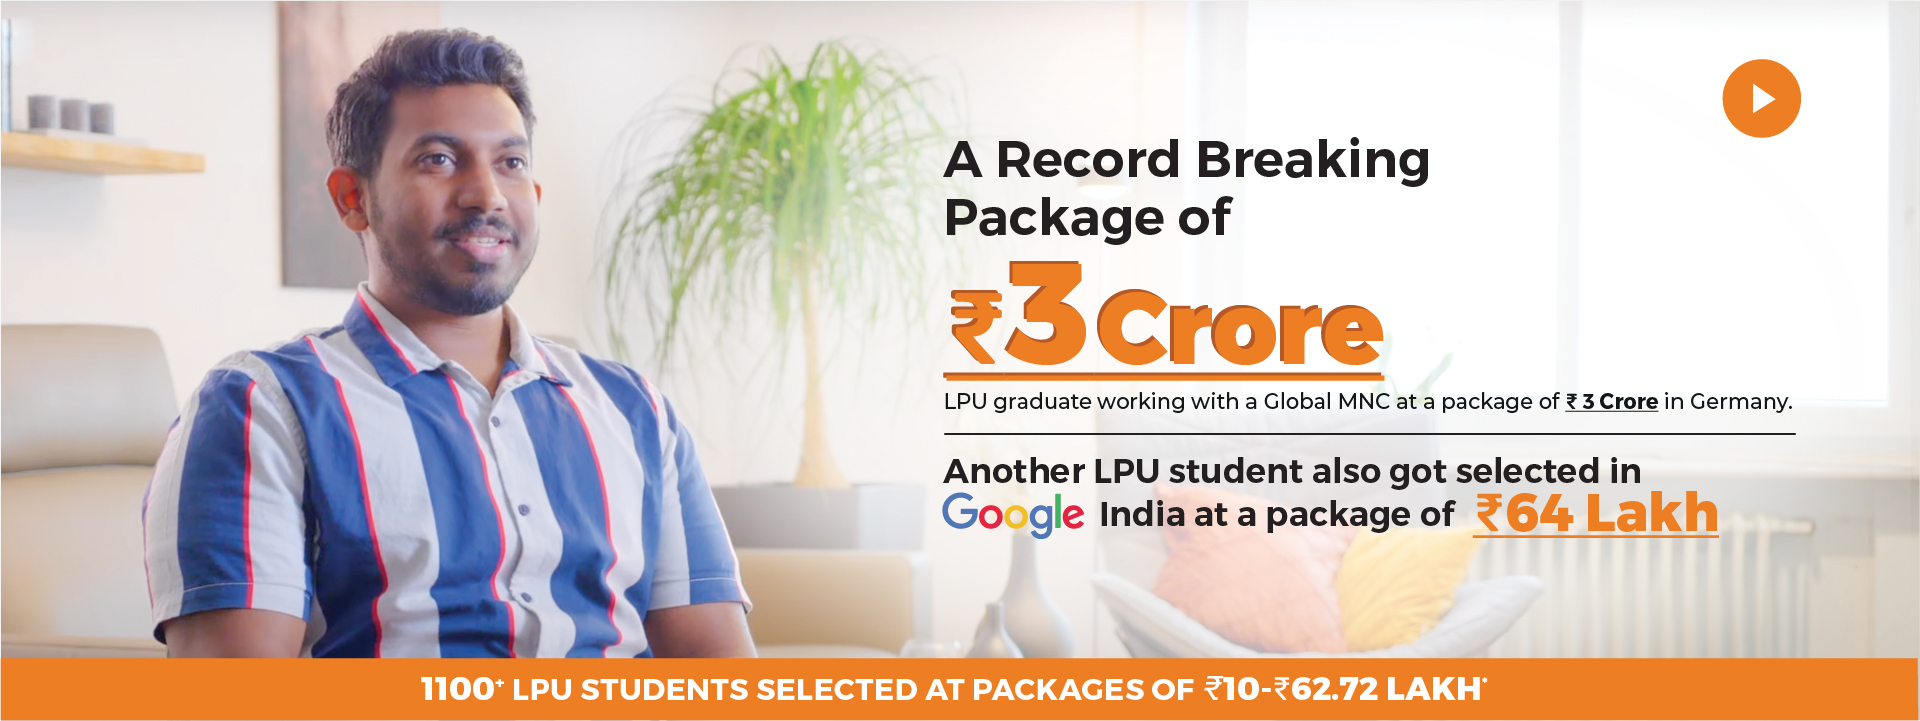 A Record Breaking
Package of
₹3 Crore
LPU graduate working with a Global MNC at a package of ₹ 3 Crore in Germany.
Another LPU student also got selected in
Google India at a package of ₹64 Lakh
1100+ LPU STUDENTS SELECTED AT PACKAGES OF ₹10-₹62.72 LAKH*